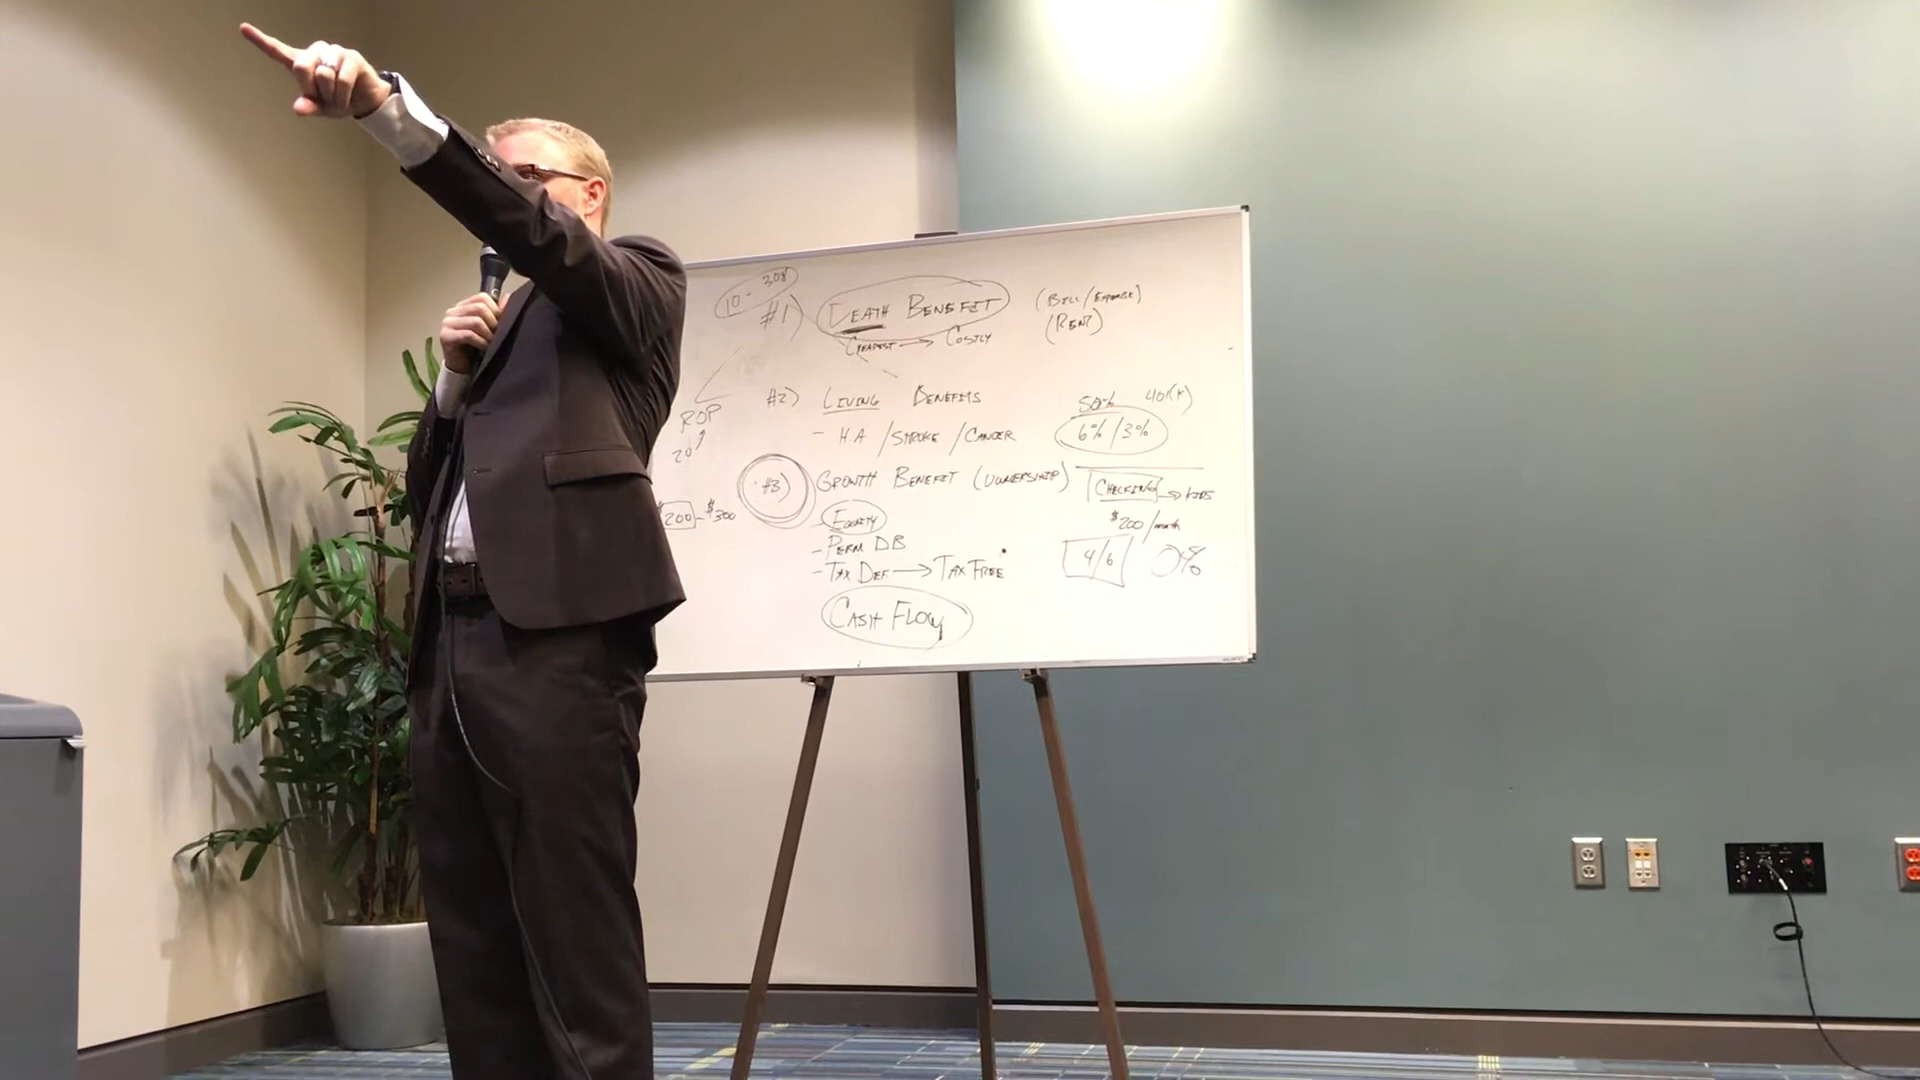 10 - 30Y
#1) DEATH BENEFIT (BILL/EXPENSE)
(RENT)
CHEAPEST → COSTLY
#2) LIVING BENEFITS
- H.A / STROKE / CANCER
401(K)
6% / 3%
ROP
20
#3) GROWTH BENEFIT (OWNERSHIP)
CHECKING → KIDS
- EQUITY
$200 - $300
$200 / month
- PERM DB
4/6 0%
- TAX DEF. → TAX FREE
CASH FLOW